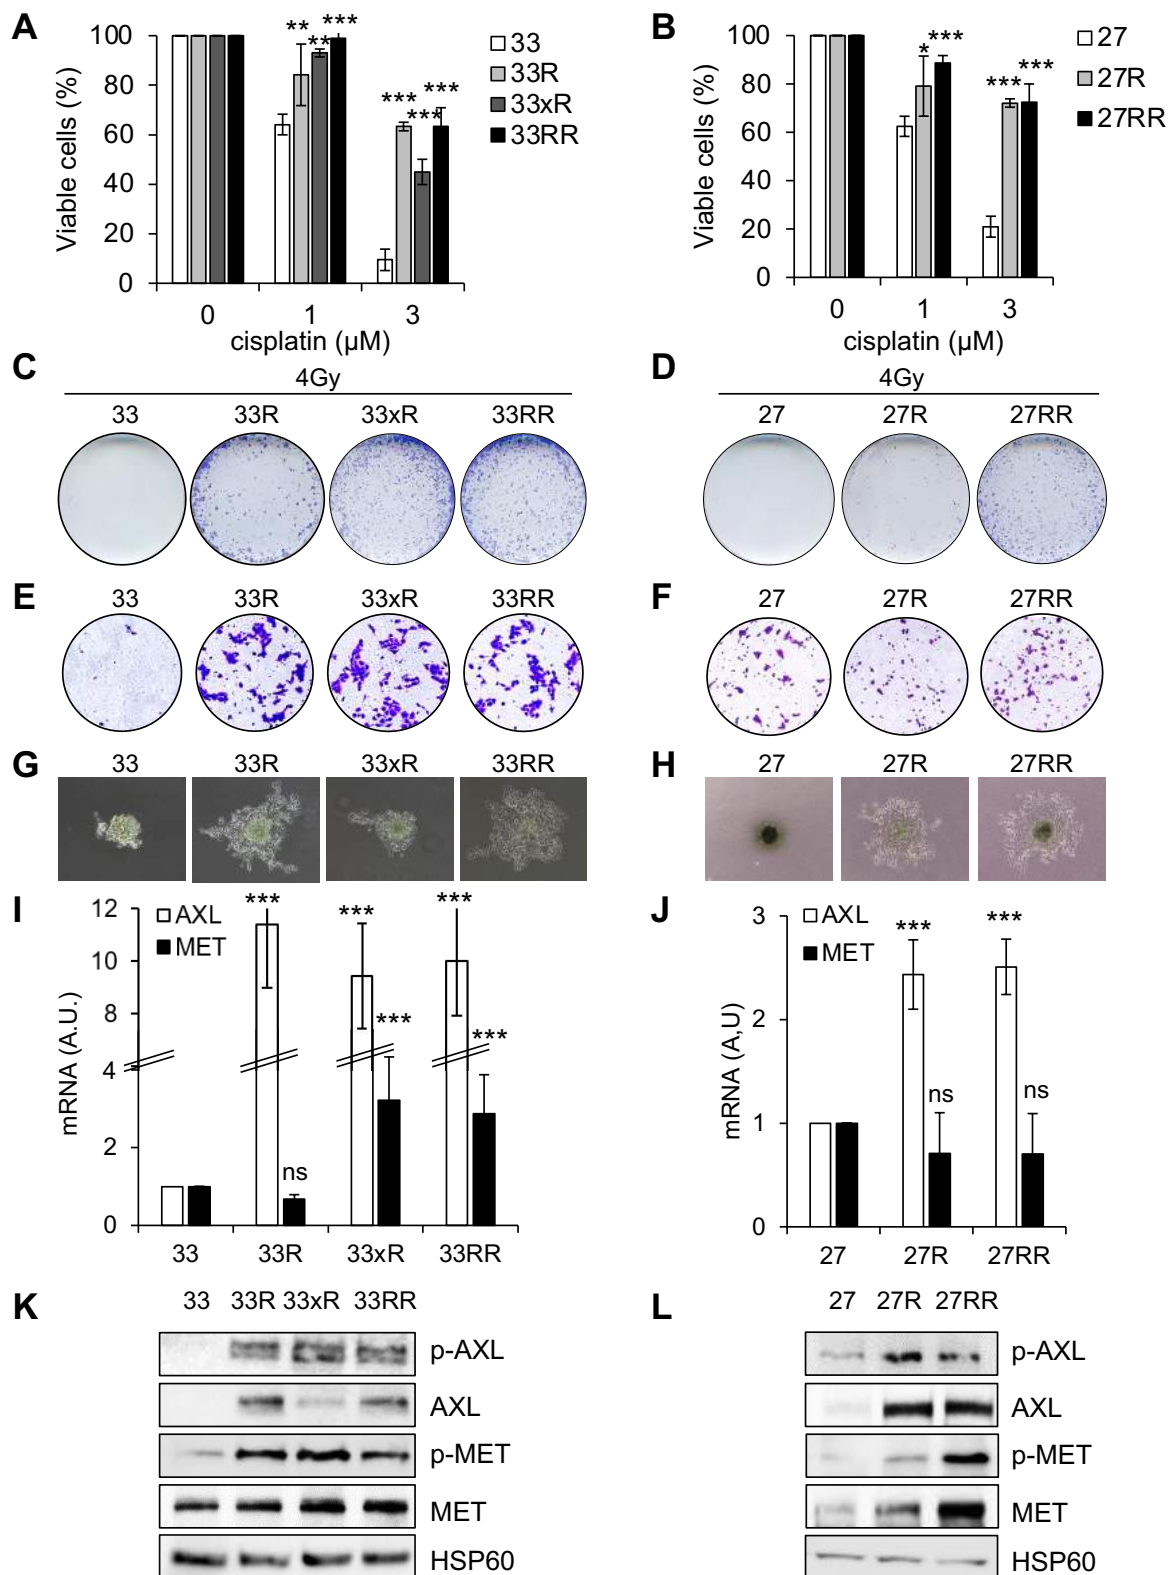 A
Viable cells (%)
100
80
60
40
20
0
** ** ***
*** *** ***
0 1 3
cisplatin (µM)
33
33R
33xR
33RR
B
Viable cells (%)
100
80
60
40
20
0
* ***
*** ***
0 1 3
cisplatin (µM)
27
27R
27RR
C
4Gy
33 33R 33xR 33RR
D
4Gy
27 27R 27RR
E
33 33R 33xR 33RR
F
27 27R 27RR
G
33 33R 33xR 33RR
H
27 27R 27RR
I
mRNA (A.U.)
12
10
8
4
2
0
AXL
MET
*** *** ***
*** ***
ns
33 33R 33xR 33RR
J
mRNA (A,U)
3
2
1
0
AXL
MET
*** ***
ns ns
27 27R 27RR
K
33 33R 33xR 33RR
p-AXL
AXL
p-MET
MET
HSP60
L
27 27R 27RR
p-AXL
AXL
p-MET
MET
HSP60